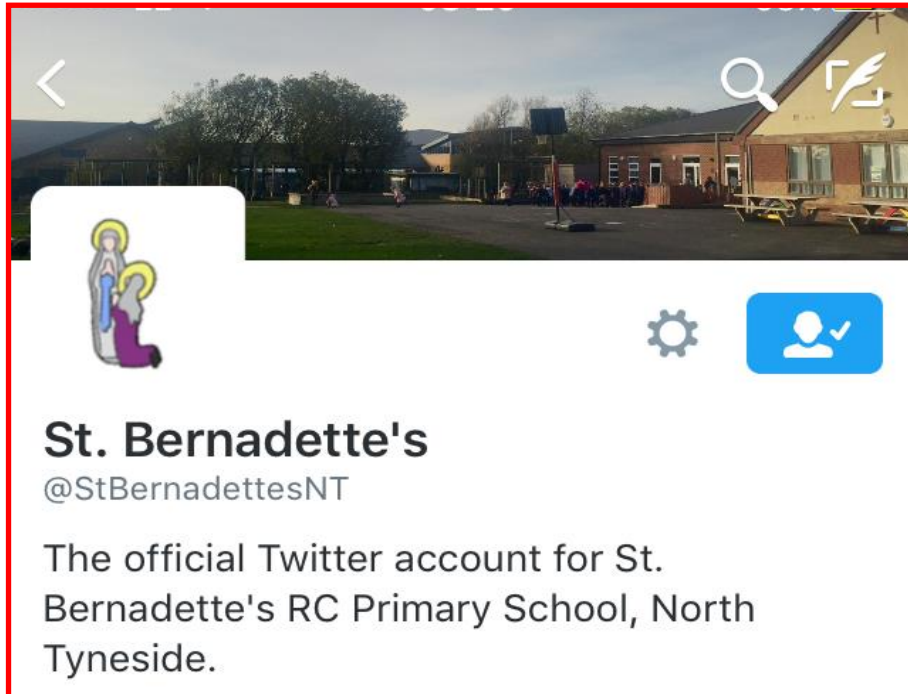 St. Bernadette's
@StBernadettesNT
The official Twitter account for St.
Bernadette's RC Primary School, North
Tyneside.